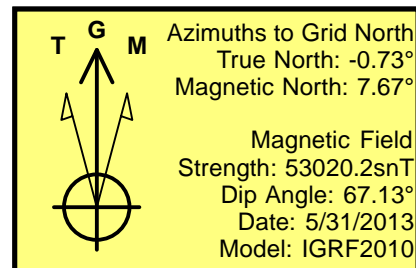 T G M
Azimuths to Grid North
True North: -0.73°
Magnetic North: 7.67°
Magnetic Field
Strength: 53020.2snT
Dip Angle: 67.13°
Date: 5/31/2013
Model: IGRF2010